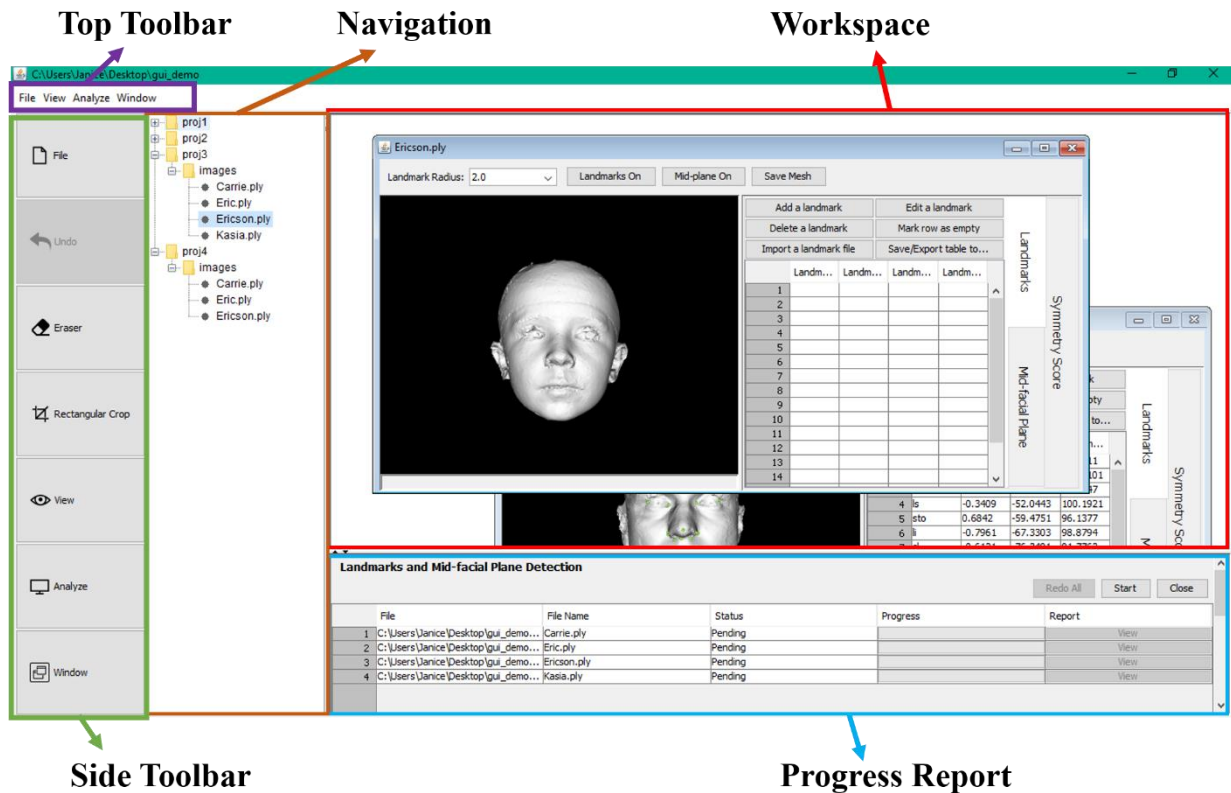 Top Toolbar
Navigation
Workspace
C:\Users\Janice\Desktop\gui_demo
File View Analyze Window
File
Undo
Eraser
Rectangular Crop
View
Analyze
Window
proj1
proj2
proj3
images
Carrie.ply
Eric.ply
Ericson.ply
Kasia.ply
proj4
images
Carrie.ply
Eric.ply
Ericson.ply
Ericson.ply
Landmark Radius: 2.0
Landmarks On
Mid-plane On
Save Mesh
Add a landmark
Edit a landmark
Delete a landmark
Mark row as empty
Import a landmark file
Save/Export table to...
Landm... Landm... Landm... Landm...
1
2
3
4
5
6
7
8
9
10
11
12
13
14
Landmarks
Mid-facial Plane
Symmetry Score
to...
4 ls -0.3409 -52.0443 100.1921
5 sto 0.6842 -59.4751 96.1377
6 li -0.7961 -67.3303 98.8794
Landmarks
Symmetry Score
Landmarks and Mid-facial Plane Detection
Redo All Start Close
File File Name Status Progress Report
1 C:\Users\Janice\Desktop\gui_demo... Carrie.ply Pending View
2 C:\Users\Janice\Desktop\gui_demo... Eric.ply Pending View
3 C:\Users\Janice\Desktop\gui_demo... Ericson.ply Pending View
4 C:\Users\Janice\Desktop\gui_demo... Kasia.ply Pending View
Side Toolbar
Progress Report